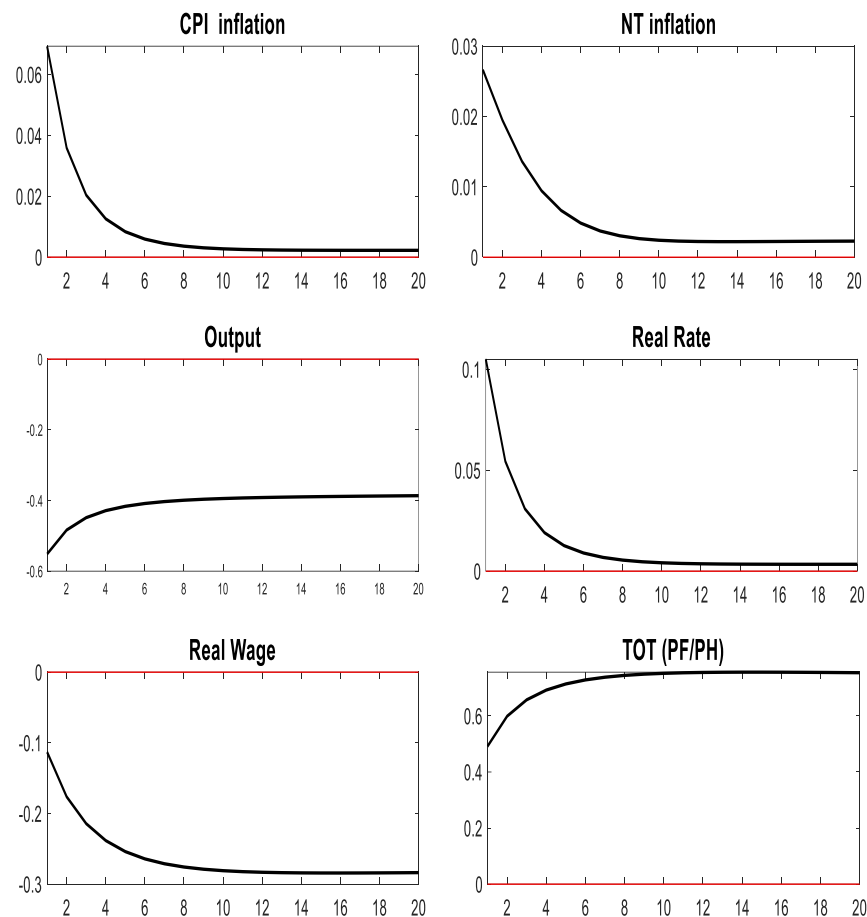 CPI inflation
0.06
0.04
0.02
0
2 4 6 8 10 12 14 16 18 20
NT inflation
0.03
0.02
0.01
0
2 4 6 8 10 12 14 16 18 20
Output
0
-0.2
-0.4
-0.6
2 4 6 8 10 12 14 16 18 20
Real Rate
0.1
0.05
0
2 4 6 8 10 12 14 16 18 20
Real Wage
0
-0.1
-0.2
-0.3
2 4 6 8 10 12 14 16 18 20
TOT (PF/PH)
0.6
0.4
0.2
0
2 4 6 8 10 12 14 16 18 20